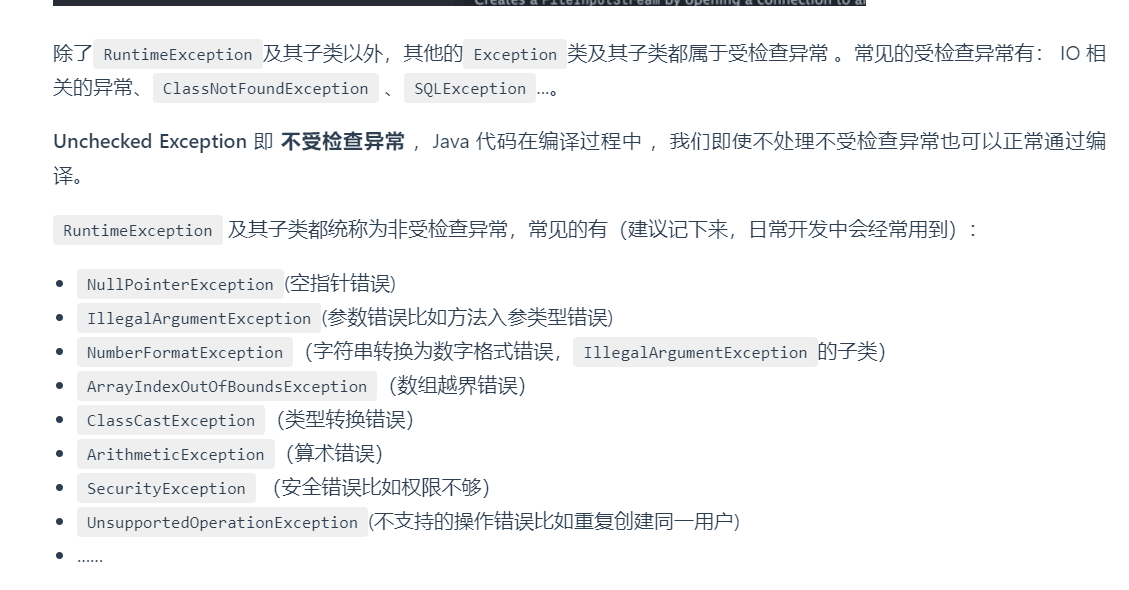 Creates a FileInputStream by opening a connection to a
除了 RuntimeException 及其子类以外，其他的 Exception 类及其子类都属于受检查异常 。常见的受检查异常有： IO 相
关的异常、 ClassNotFoundException 、 SQLException ...。
Unchecked Exception 即 不受检查异常 ，Java 代码在编译过程中 ，我们即使不处理不受检查异常也可以正常通过编
译。
RuntimeException 及其子类都统称为非受检查异常，常见的有（建议记下来，日常开发中会经常用到）：
• NullPointerException (空指针错误)
• IllegalArgumentException (参数错误比如方法入参类型错误)
• NumberFormatException （字符串转换为数字格式错误， IllegalArgumentException 的子类）
• ArrayIndexOutOfBoundsException （数组越界错误）
• ClassCastException （类型转换错误）
• ArithmeticException （算术错误）
• SecurityException （安全错误比如权限不够）
• UnsupportedOperationException (不支持的操作错误比如重复创建同一用户)
• ......